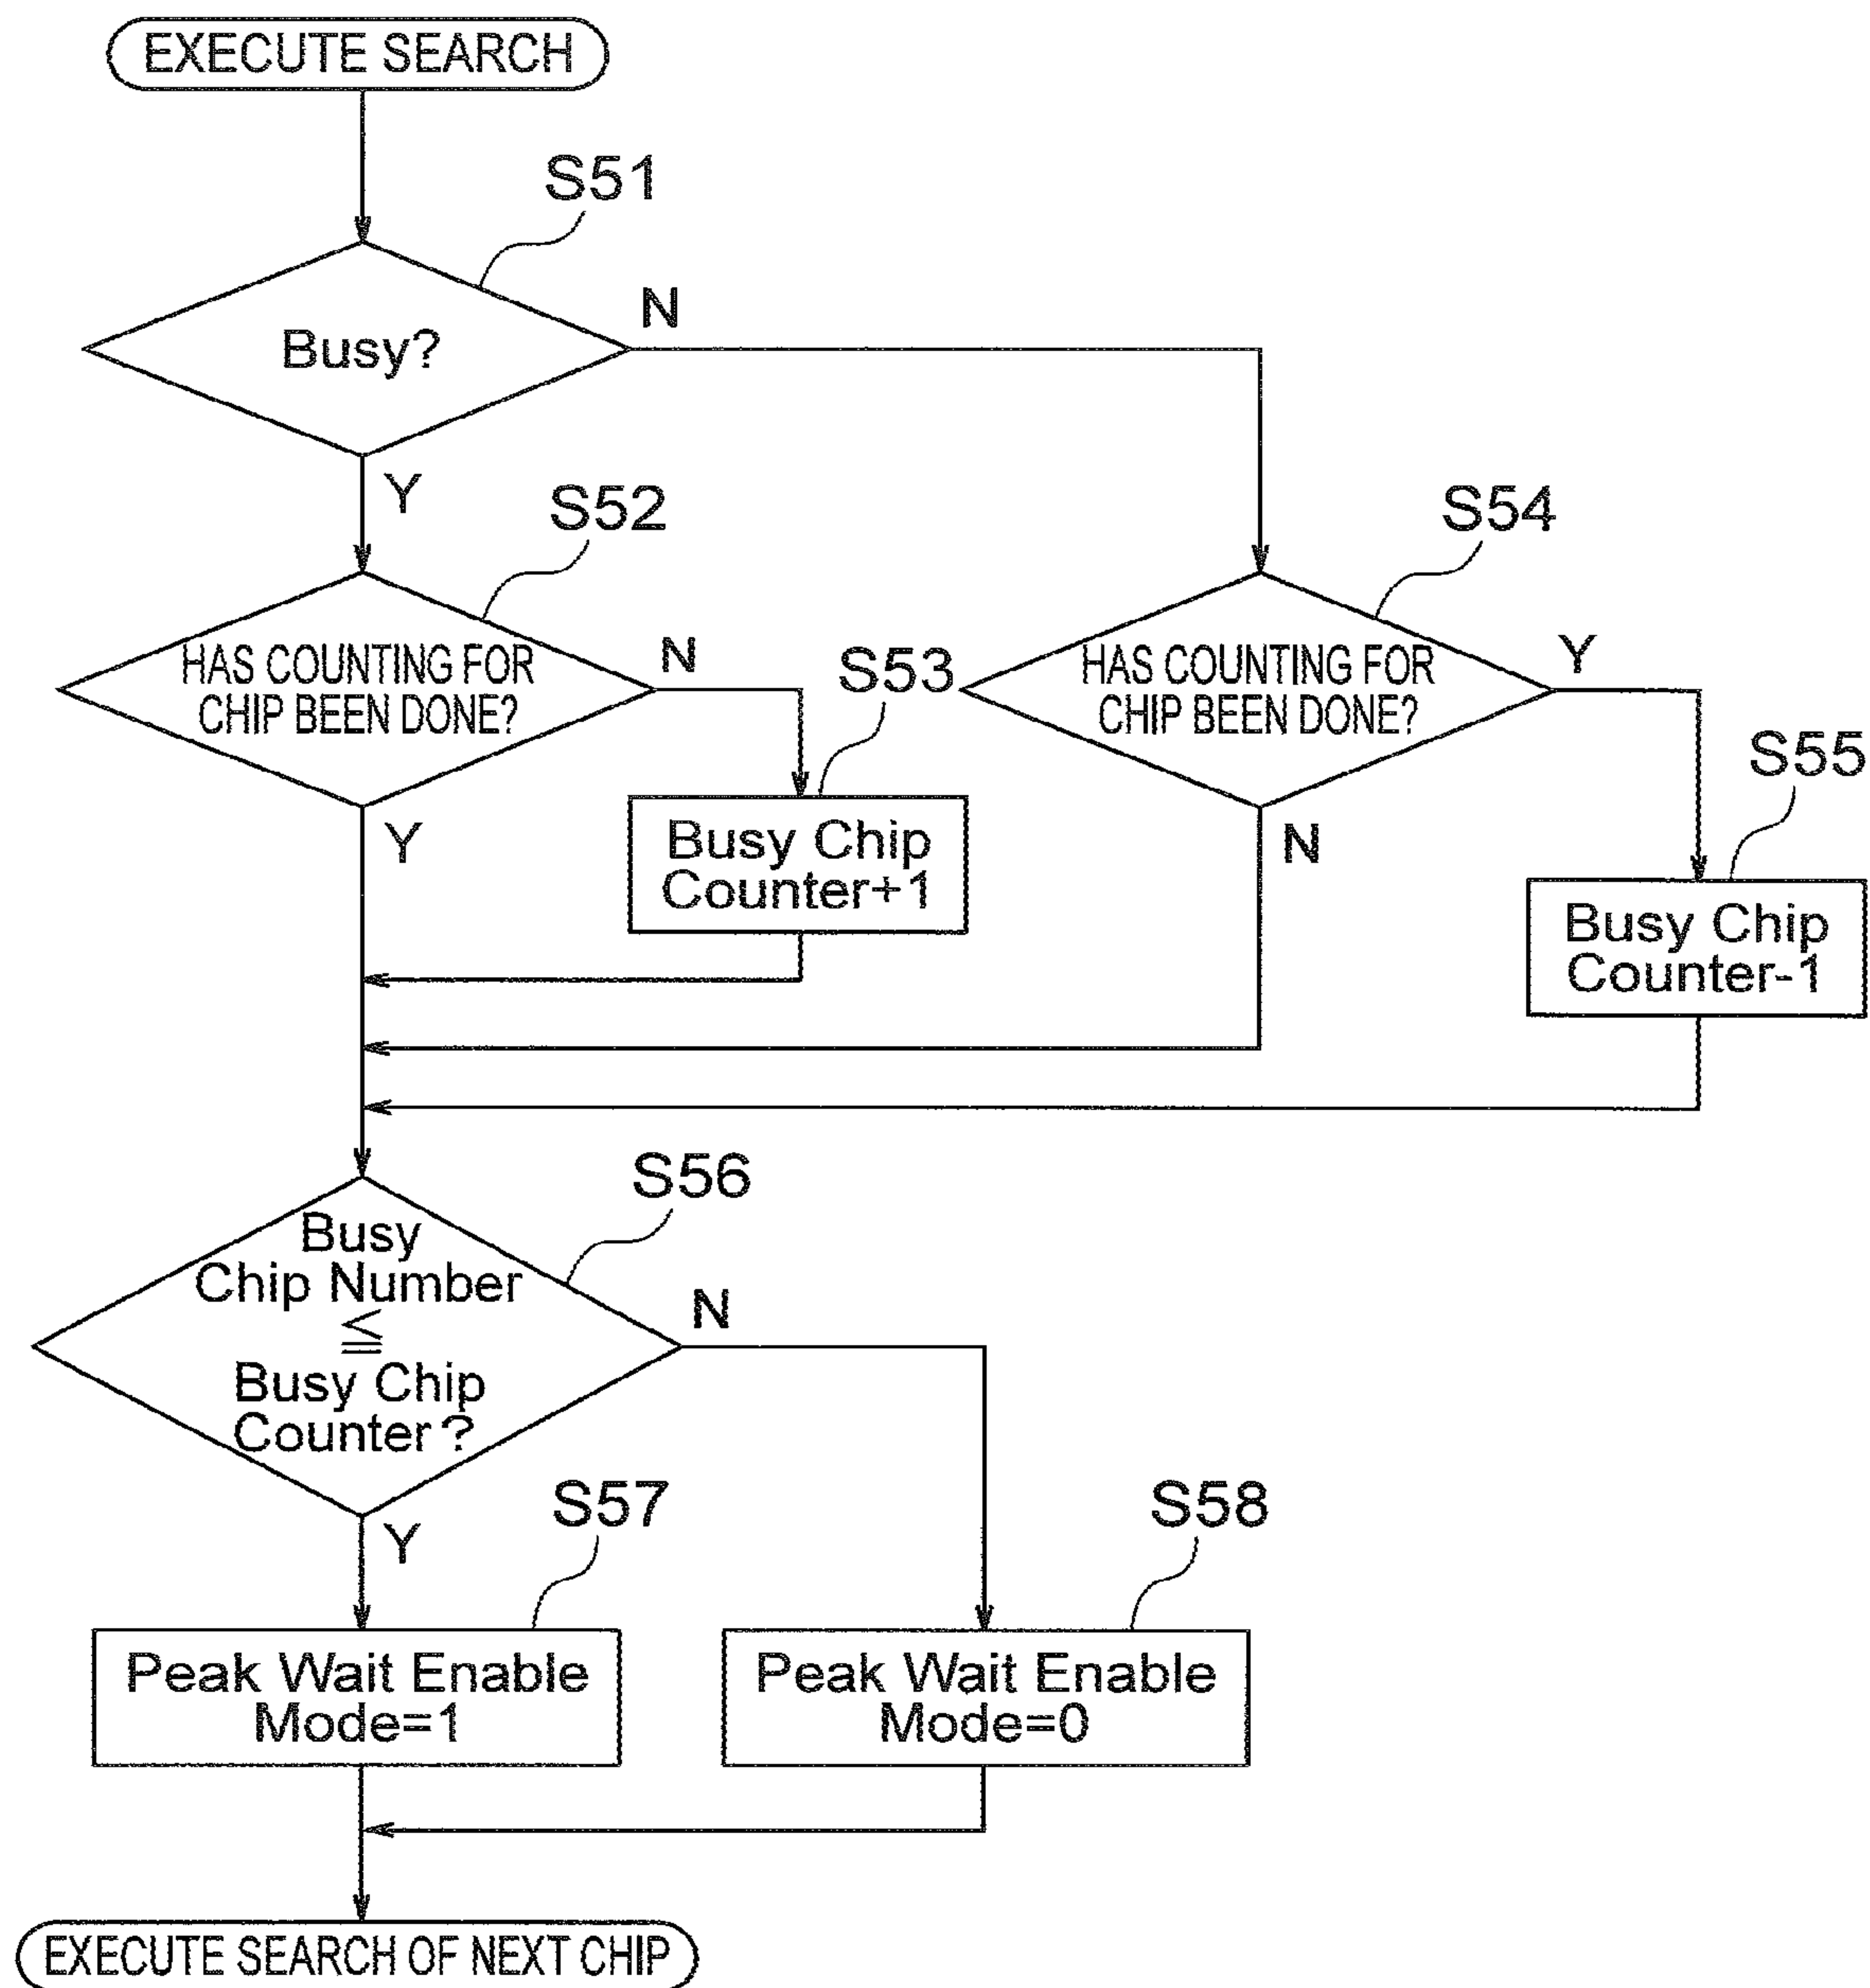 EXECUTE SEARCH
S51
Busy?
N
Y
S52
S54
HAS COUNTING FOR
CHIP BEEN DONE?
N
S53
HAS COUNTING FOR
CHIP BEEN DONE?
Y
S55
Y
Busy Chip
Counter+1
N
Busy Chip
Counter-1
S56
Busy
Chip Number
≦
Busy Chip
Counter?
N
Y
S57
S58
Peak Wait Enable
Mode=1
Peak Wait Enable
Mode=0
EXECUTE SEARCH OF NEXT CHIP